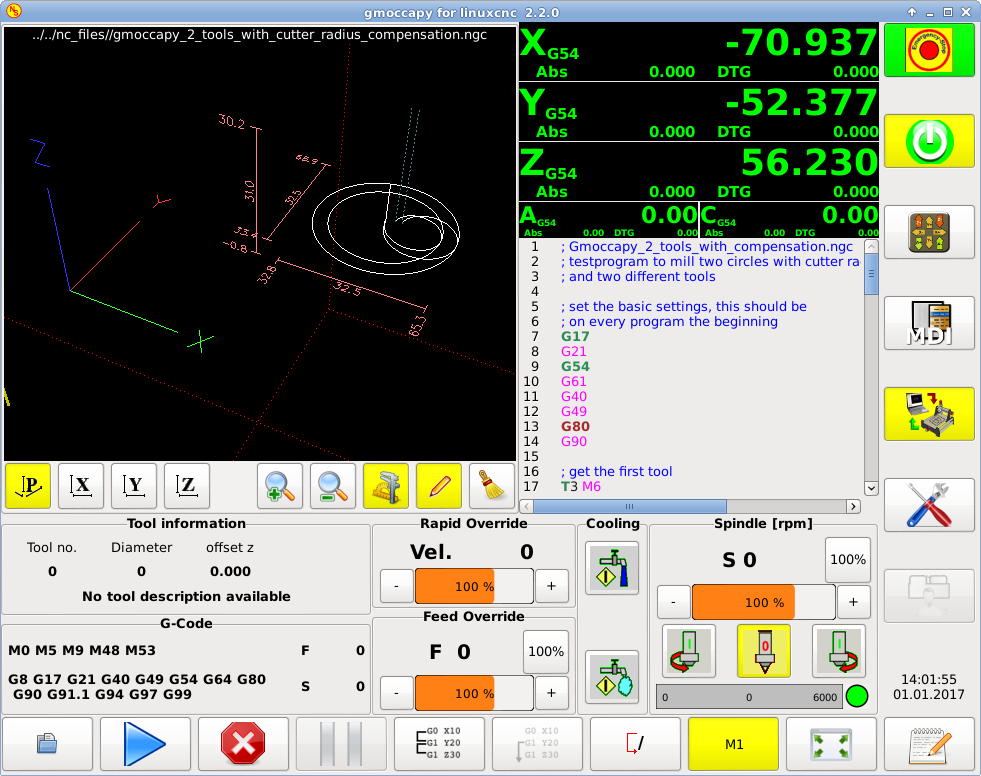 gmoccapy for linuxcnc 2.2.0
../../nc_files//gmoccapy_2_tools_with_cutter_radius_compensation.ngc
30.2
31.0
-0.8
33.4
32.8
32.5
65.3
Z
Y
X
X G54 -70.937
Abs 0.000 DTG 0.000
Y G54 -52.377
Abs 0.000 DTG 0.000
Z G54 56.230
Abs 0.000 DTG 0.000
A G54 0.00 C G54 0.00
Abs 0.00 DTG 0.00 Abs 0.00 DTG 0.00
1 ; Gmoccapy_2_tools_with_compensation.ngc
2 ; testprogram to mill two circles with cutter ra
3 ; and two different tools
4
5 ; set the basic settings, this should be
6 ; on every program the beginning
7 G17
8 G21
9 G54
10 G61
11 G40
12 G49
13 G80
14 G90
15
16 ; get the first tool
17 T3 M6
Emergency-Stop
MDI
P X Y Z
Tool information
Tool no. Diameter offset z
0 0 0.000
No tool description available
G-Code
M0 M5 M9 M48 M53 F 0
G8 G17 G21 G40 G49 G54 G64 G80
G90 G91.1 G94 G97 G99 S 0
Rapid Override
Vel. 0
- 100 % +
Feed Override
F 0 100%
- 100 % +
Cooling
Spindle [rpm]
S 0 100%
- 100 % +
I 0 I
0 0 6000
14:01:55
01.01.2017
G0 X10
G1 Y20
G1 Z30
G0 X10
G1 Y20
G1 Z30
M1